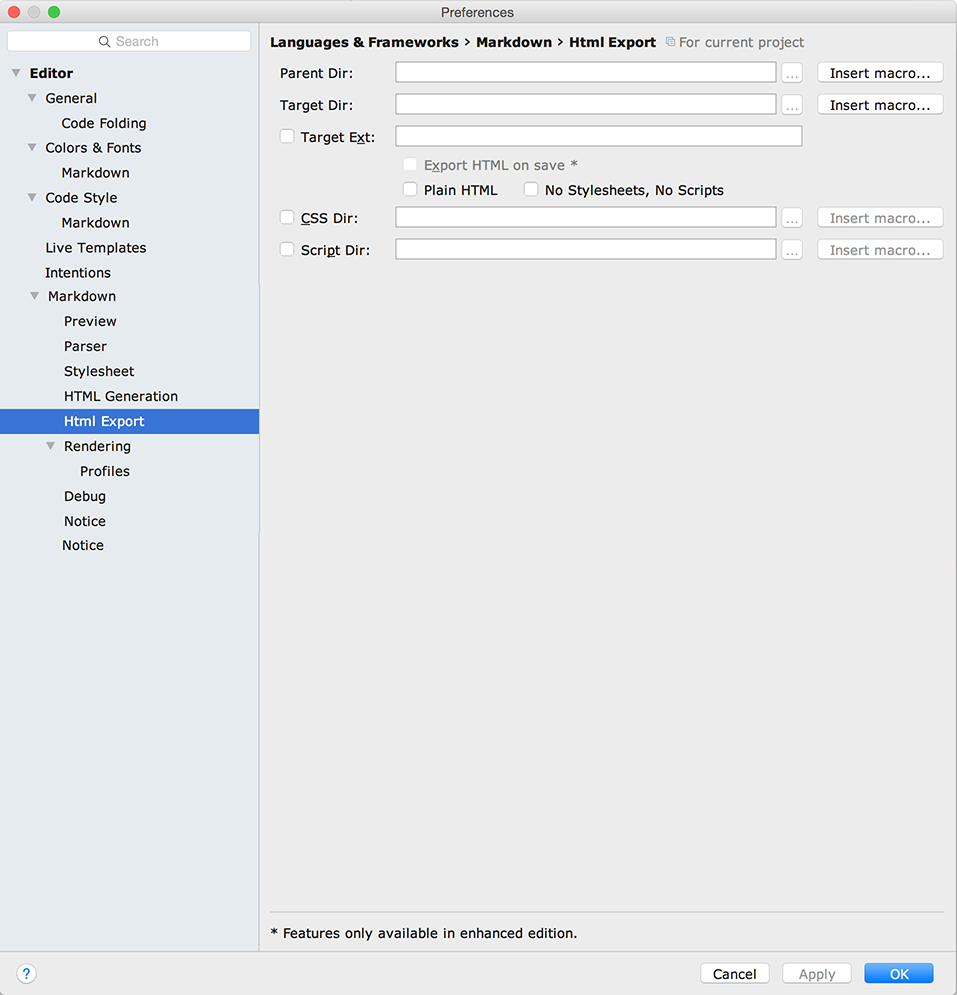 Preferences
Search
Editor
General
Code Folding
Colors & Fonts
Markdown
Code Style
Markdown
Live Templates
Intentions
Markdown
Preview
Parser
Stylesheet
HTML Generation
Html Export
Rendering
Profiles
Debug
Notice
Notice
Languages & Frameworks › Markdown › Html Export For current project
Parent Dir: ... Insert macro...
Target Dir: ... Insert macro...
Target Ext:
Export HTML on save *
Plain HTML No Stylesheets, No Scripts
CSS Dir: ... Insert macro...
Script Dir: ... Insert macro...
* Features only available in enhanced edition.
? Cancel Apply OK